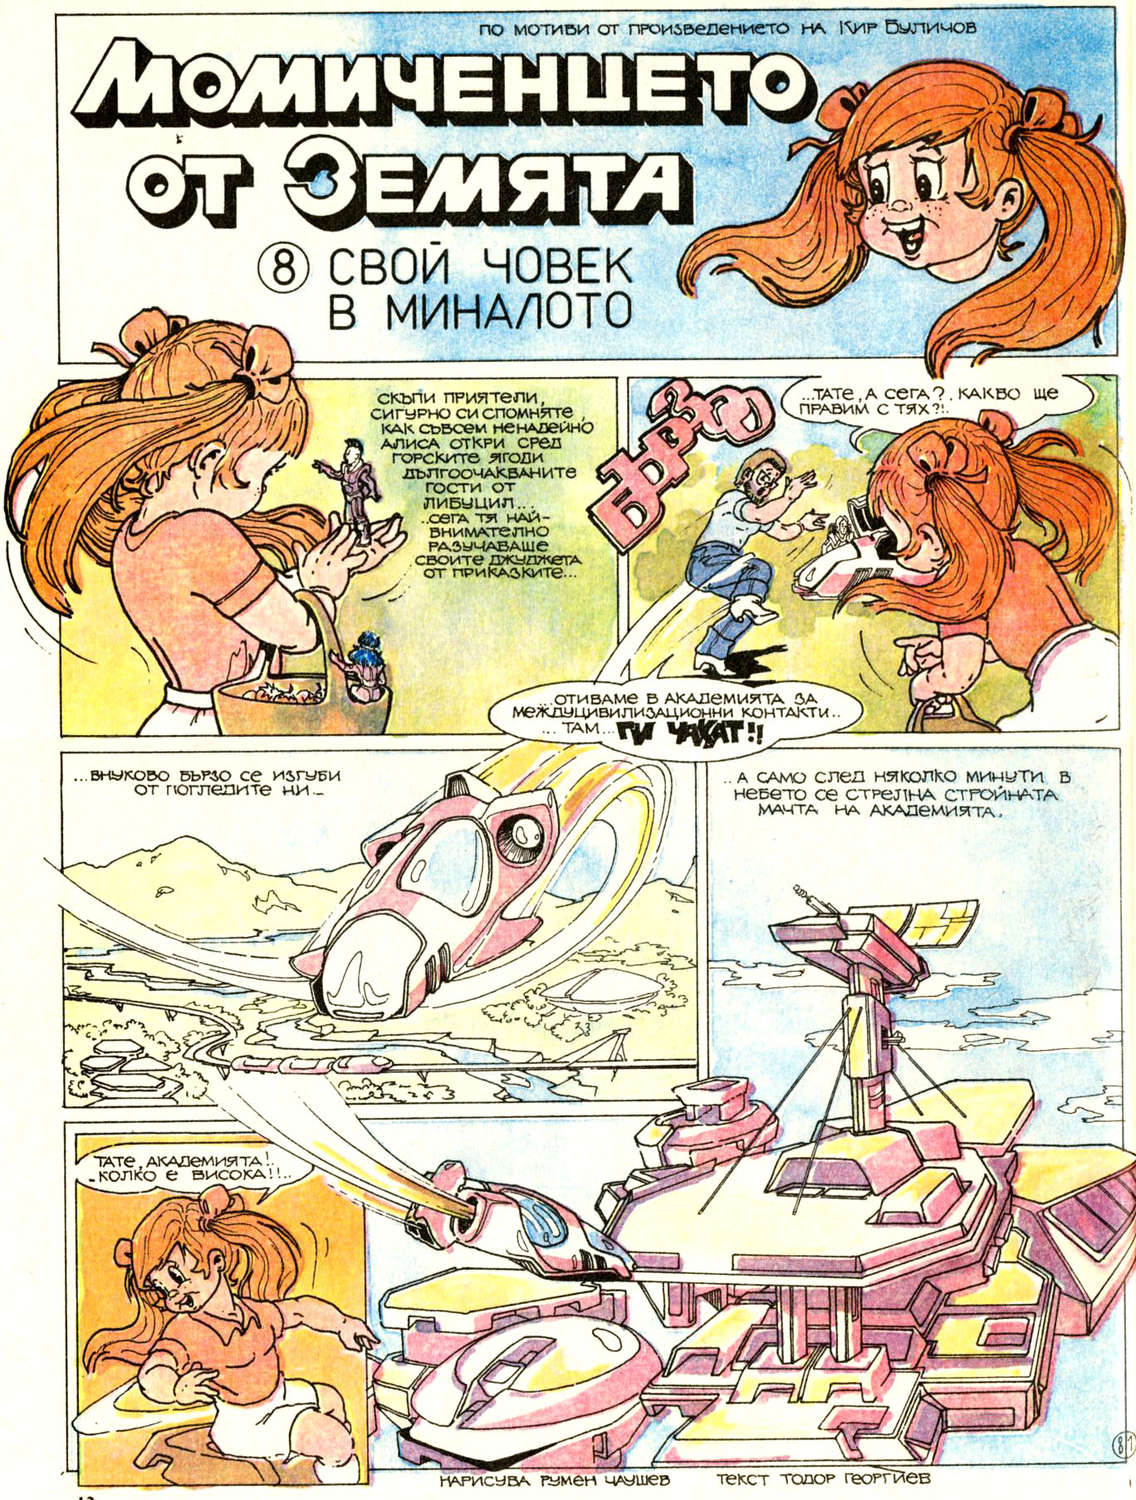 ПО МОТИВИ ОТ ПРОИЗВЕДЕНИЕТО НА КИР БУЛИЧОВ
МОМИЧЕНЦЕТО
ОТ ЗЕМЯТА
8 СВОЙ ЧОВЕК
В МИНАЛОТО
СКЪПИ ПРИЯТЕЛИ,
СИГУРНО СИ СПОМНЯТЕ,
КАК СЪВСЕМ НЕНАДЕЙНО
АЛИСА ОТКРИ СРЕД
ГОРСКИТЕ ЯГОДИ
ДЪЛГООЧАКВАНИТЕ
ГОСТИ ОТ
ЛИБУЦИЛ...
..СЕГА ТЯ НАЙ-
ВНИМАТЕЛНО
РАЗУЧАВАШЕ
СВОИТЕ ДЖУДЖЕТА
ОТ ПРИКАЗКИТЕ...
БЪРЗО
...ТАТЕ, А СЕГА?. КАКВО ЩЕ
ПРАВИМ С ТЯХ?!.
...ОТИВАМЕ В АКАДЕМИЯТА ЗА
МЕЖДУЦИВИЛИЗАЦИОННИ КОНТАКТИ..
... ТАМ... ГИ ЧАКАТ!!
...ВНУКОВО БЪРЗО СЕ ИЗГУБИ
ОТ ПОГЛЕДИТЕ НИ...
..А САМО СЛЕД НЯКОЛКО МИНУТИ В
НЕБЕТО СЕ СТРЕЛНА СТРОЙНАТА
МАЧТА НА АКАДЕМИЯТА.
ТАТЕ, АКАДЕМИЯТА!.
.КОЛКО Е ВИСОКА!!..
8 1
НАРИСУВА РУМЕН ЧАУШЕВ ТЕКСТ ТОДОР ГЕОРГИЕВ